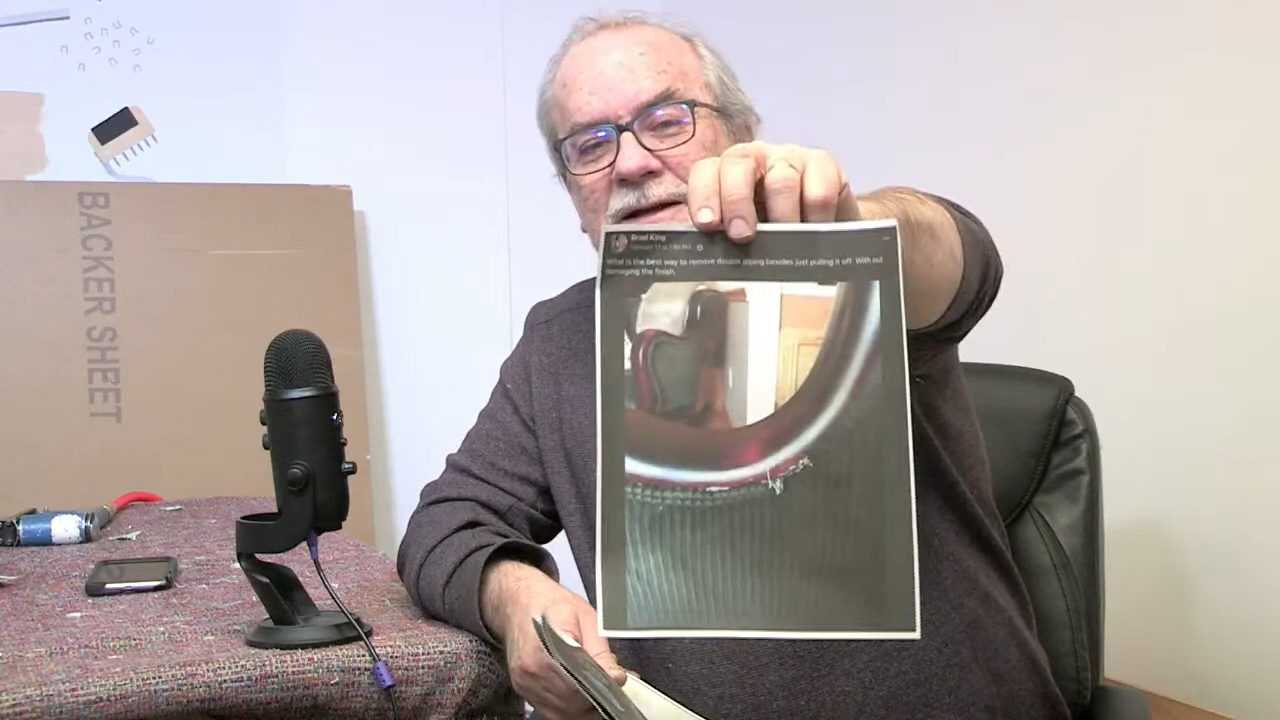 BACKER SHEET
Brad King
What is the best way to remove double piping besides just pulling it off. With out
damaging the finish.